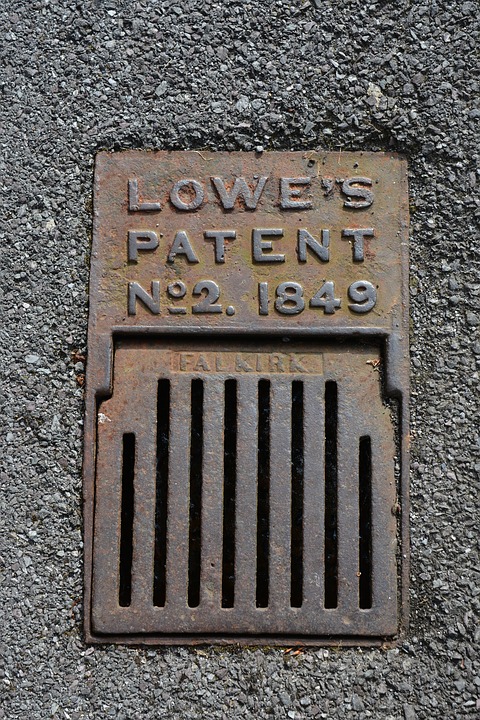 LOWE'S
PATENT
Nº2. 1849
FALKIRK